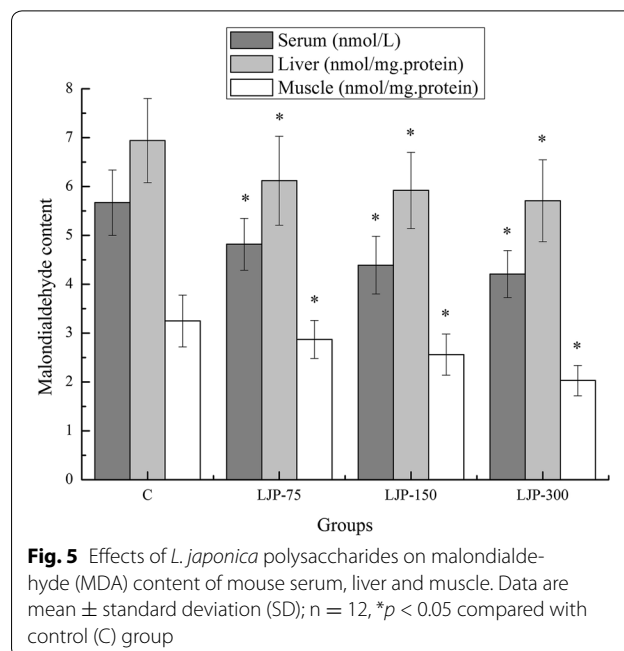 Serum (nmol/L)
Liver (nmol/mg.protein)
Muscle (nmol/mg.protein)
8
7
6
5
4
3
2
1
0
Malondialdehyde content
* * *
* * *
* * *
C LJP-75 LJP-150 LJP-300
Groups
Fig. 5 Effects of L. japonica polysaccharides on malondialde-
hyde (MDA) content of mouse serum, liver and muscle. Data are
mean ± standard deviation (SD); n = 12, *p < 0.05 compared with
control (C) group